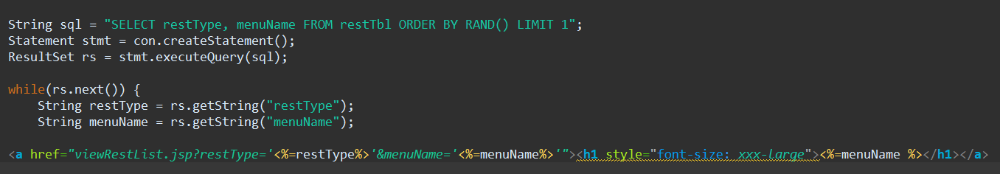 String sql = "SELECT restType, menuName FROM restTbl ORDER BY RAND() LIMIT 1";
Statement stmt = con.createStatement();
ResultSet rs = stmt.executeQuery(sql);
while(rs.next()) {
String restType = rs.getString("restType");
String menuName = rs.getString("menuName");
<a href="viewRestList.jsp?restType='<%=restType%>'&menuName='<%=menuName%>'"><h1 style="font-size: xxx-large"><%=menuName %></h1></a>